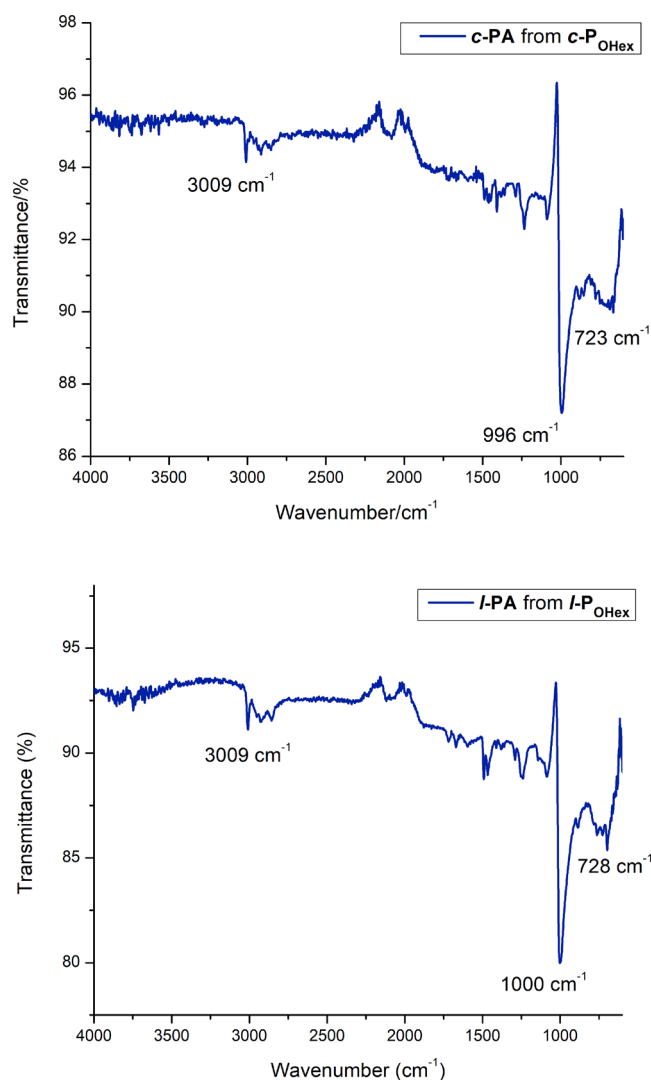 c-PA from c-P_OHex
98
96
94
92
90
88
86
Transmittance/%
3009 cm⁻¹
723 cm⁻¹
996 cm⁻¹
4000 3500 3000 2500 2000 1500 1000
Wavenumber/cm⁻¹
l-PA from l-P_OHex
95
90
85
80
Transmittance (%)
3009 cm⁻¹
728 cm⁻¹
1000 cm⁻¹
4000 3500 3000 2500 2000 1500 1000
Wavenumber (cm⁻¹)